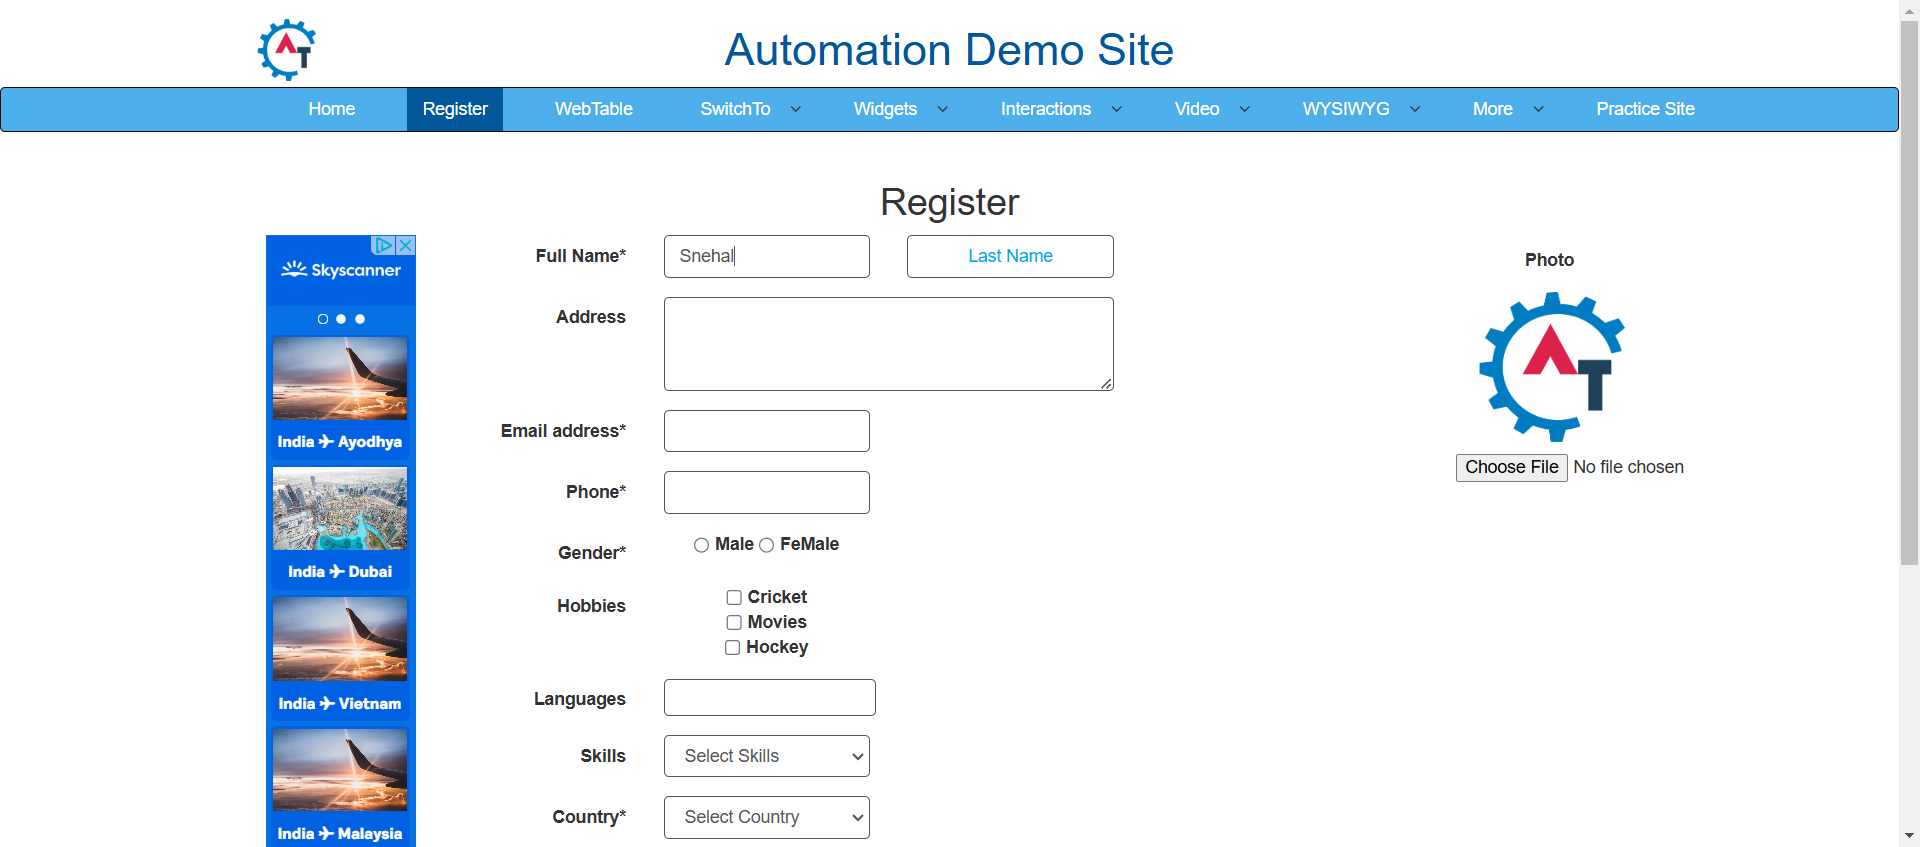 AT
Automation Demo Site
Home Register WebTable SwitchTo Widgets Interactions Video WYSIWYG More Practice Site
Register
Skyscanner
India ✈ Ayodhya
India ✈ Dubai
India ✈ Vietnam
India ✈ Malaysia
Full Name* Snehal Last Name
Address
Email address*
Phone*
Gender* Male FeMale
Hobbies Cricket
Movies
Hockey
Languages
Skills Select Skills
Country* Select Country
Photo
AT
Choose File No file chosen